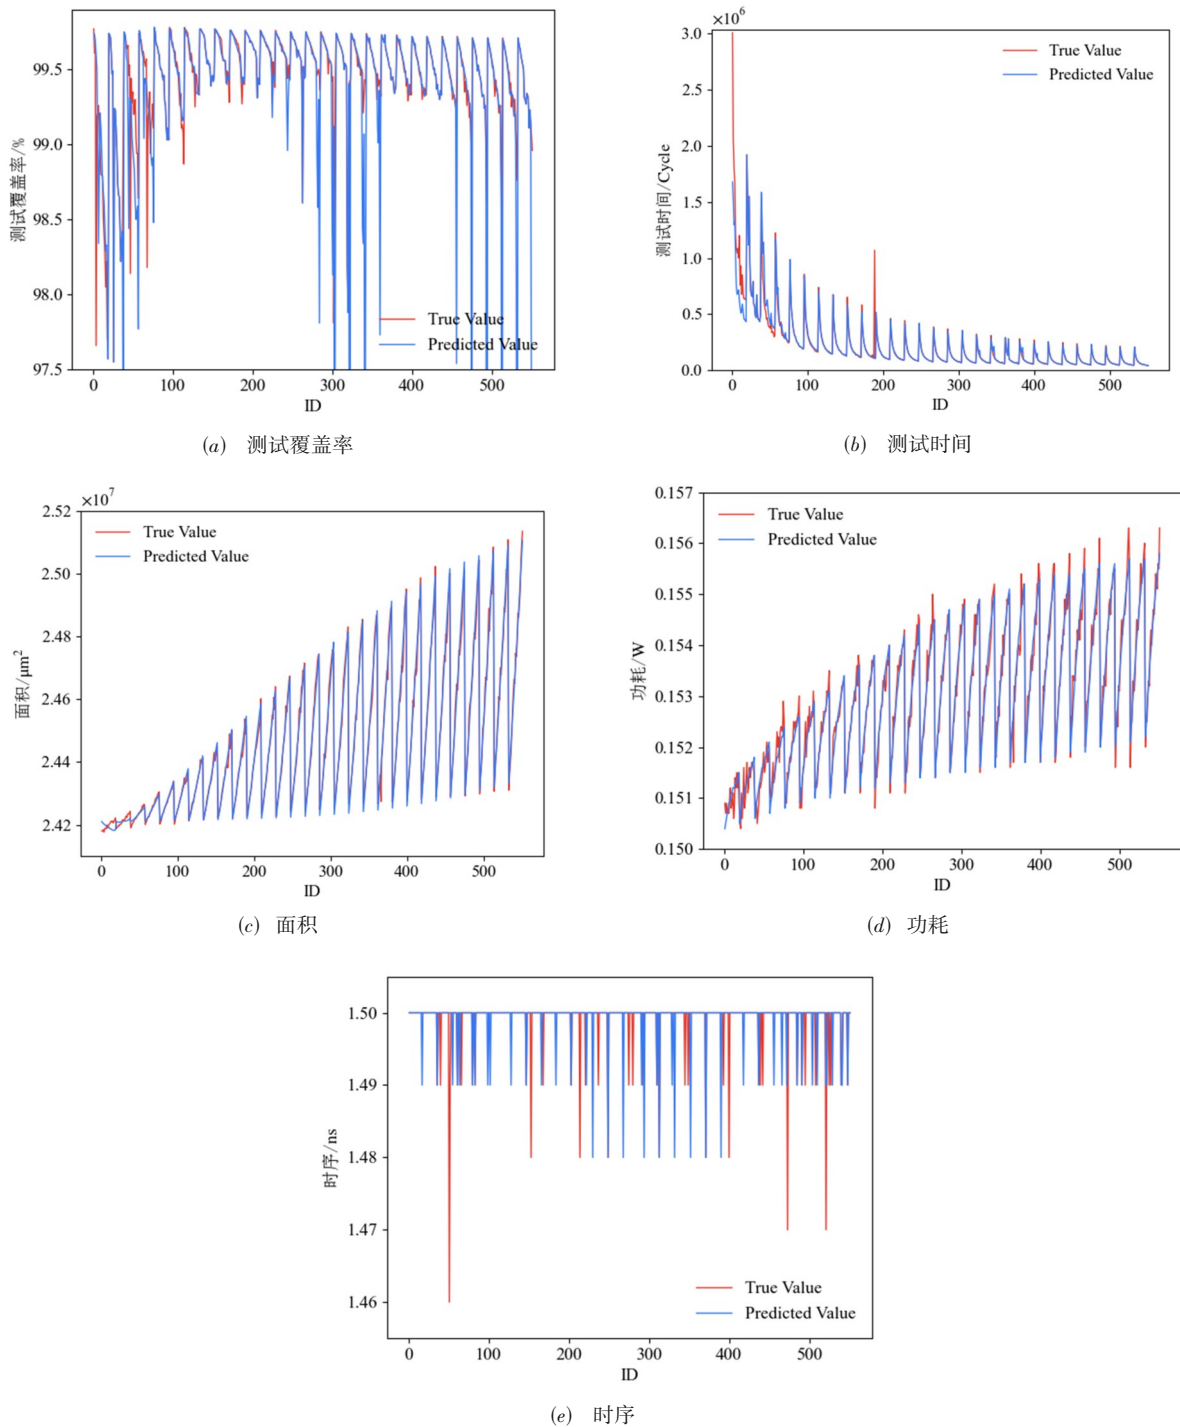 99.5
99.0
98.5
98.0
97.5
测试覆盖率/%
True Value
Predicted Value
0 100 200 300 400 500
ID
(a) 测试覆盖率
×10⁶
3.0
2.5
2.0
1.5
1.0
0.5
0.0
测试时间/Cycle
True Value
Predicted Value
0 100 200 300 400 500
ID
(b) 测试时间
×10⁷
2.52
2.50
2.48
2.46
2.44
2.42
面积/μm²
True Value
Predicted Value
0 100 200 300 400 500
ID
(c) 面积
0.157
0.156
0.155
0.154
0.153
0.152
0.151
0.150
功耗/W
True Value
Predicted Value
0 100 200 300 400 500
ID
(d) 功耗
1.50
1.49
1.48
1.47
1.46
时序/ns
True Value
Predicted Value
0 100 200 300 400 500
ID
(e) 时序